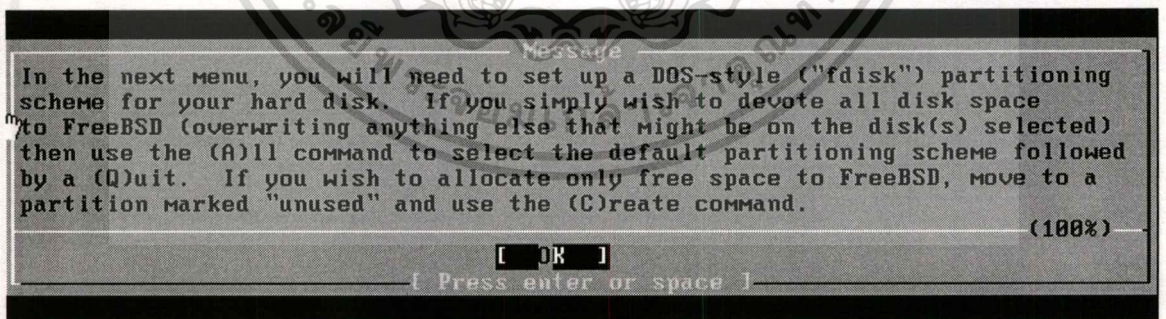 Message
In the next menu, you will need to set up a DOS-style ("fdisk") partitioning
scheme for your hard disk.  If you simply wish to devote all disk space
to FreeBSD (overwriting anything else that might be on the disk(s) selected)
then use the (A)ll command to select the default partitioning scheme followed
by a (Q)uit.  If you wish to allocate only free space to FreeBSD, move to a
partition marked "unused" and use the (C)reate command.
(100%)
[ OK ]
[ Press enter or space ]